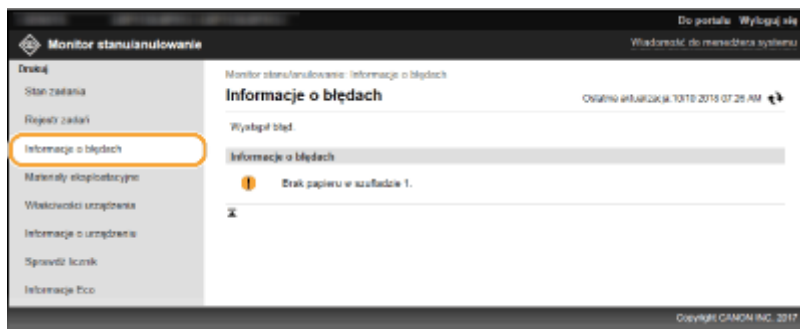 Do portalu Wyloguj się
Monitor stanu/anulowanie
Wiadomość do menedżera systemu
Drukuj
Stan zadania
Rejestr zadań
Informacje o błędach
Materiały eksploatacyjne
Właściwości urządzenia
Informacje o urządzeniu
Sprawdź licznik
Informacje Eco
Monitor stanu/anulowanie: Informacje o błędach
Informacje o błędach
Ostatnia aktualizacja: 10/10 2018 07:26 AM
Wystąpił błąd.
Informacje o błędach
Brak papieru w szufladzie 1.
Copyright CANON INC. 2017